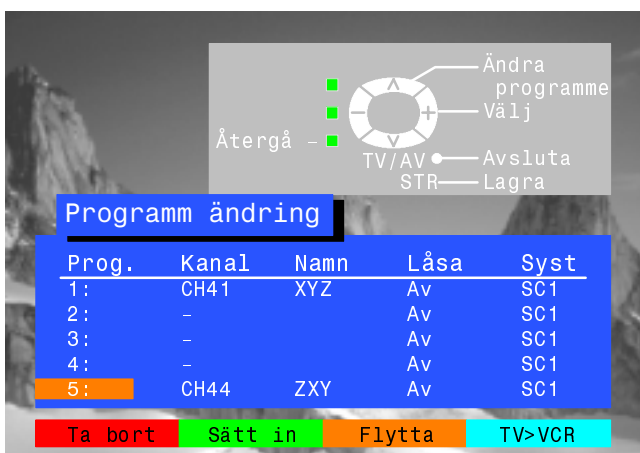 Ändra
programme
Välj
Återgå –
TV/AV Avsluta
STR Lagra
Programm ändring
Prog. Kanal Namn Låsa Syst
1: CH41 XYZ Av SC1
2: – Av SC1
3: – Av SC1
4: – Av SC1
5: CH44 ZXY Av SC1
Ta bort Sätt in Flytta TV>VCR